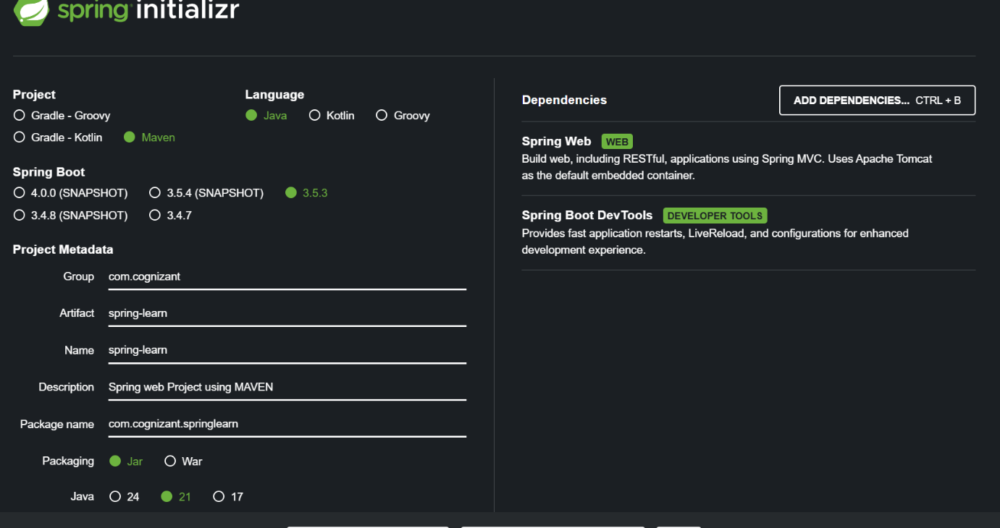 spring initializr
Project
Gradle - Groovy
Gradle - Kotlin Maven
Language
Java Kotlin Groovy
Spring Boot
4.0.0 (SNAPSHOT) 3.5.4 (SNAPSHOT) 3.5.3
3.4.8 (SNAPSHOT) 3.4.7
Project Metadata
Group com.cognizant
Artifact spring-learn
Name spring-learn
Description Spring web Project using MAVEN
Package name com.cognizant.springlearn
Packaging Jar War
Java 24 21 17
Dependencies ADD DEPENDENCIES... CTRL + B
Spring Web WEB
Build web, including RESTful, applications using Spring MVC. Uses Apache Tomcat
as the default embedded container.
Spring Boot DevTools DEVELOPER TOOLS
Provides fast application restarts, LiveReload, and configurations for enhanced
development experience.